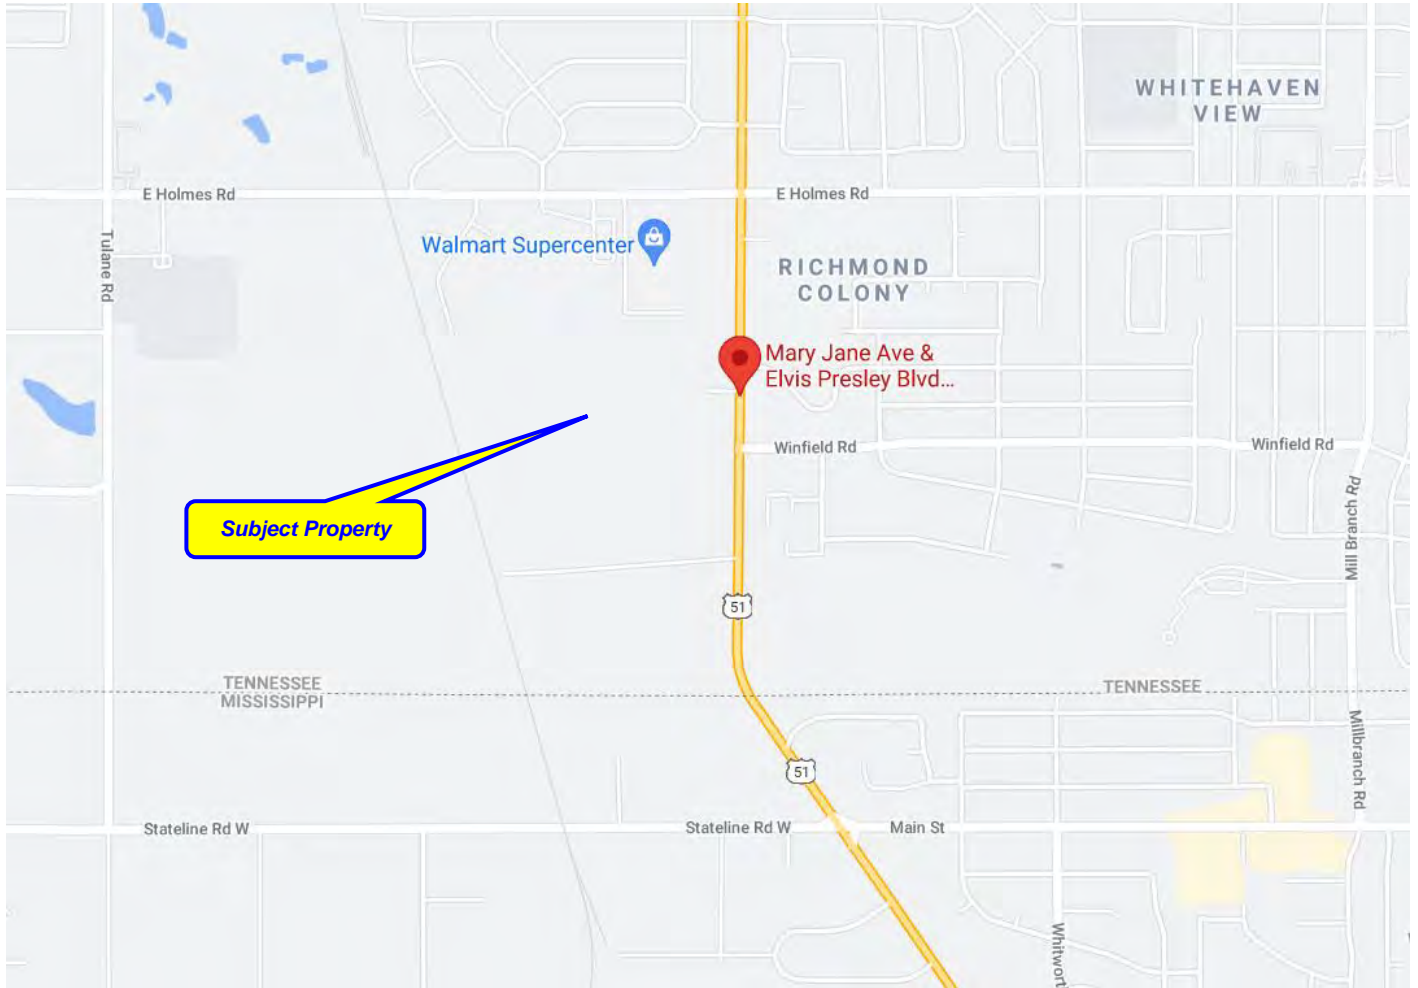 WHITEHAVEN
VIEW
E Holmes Rd
E Holmes Rd
Tulane Rd
Walmart Supercenter
RICHMOND
COLONY
Mary Jane Ave &
Elvis Presley Blvd...
Winfield Rd
Winfield Rd
Subject Property
Mill Branch Rd
51
TENNESSEE
MISSISSIPPI
TENNESSEE
Millbranch Rd
51
Stateline Rd W
Stateline Rd W
Main St
Whitwort